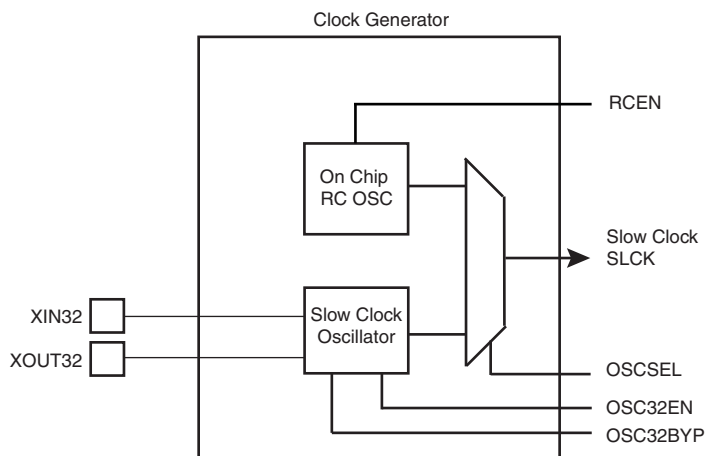 Clock Generator
RCEN
On Chip
RC OSC
Slow Clock
SLCK
XIN32
Slow Clock
Oscillator
XOUT32
OSCSEL
OSC32EN
OSC32BYP